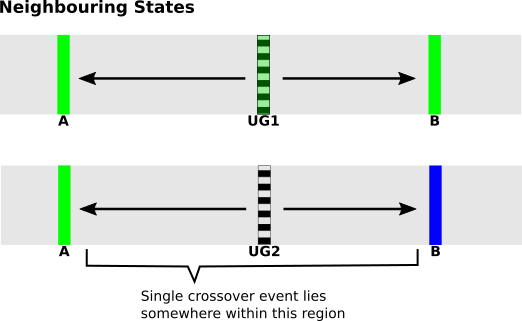 Neighbouring States
A UG1 B
A UG2 B
Single crossover event lies
somewhere within this region